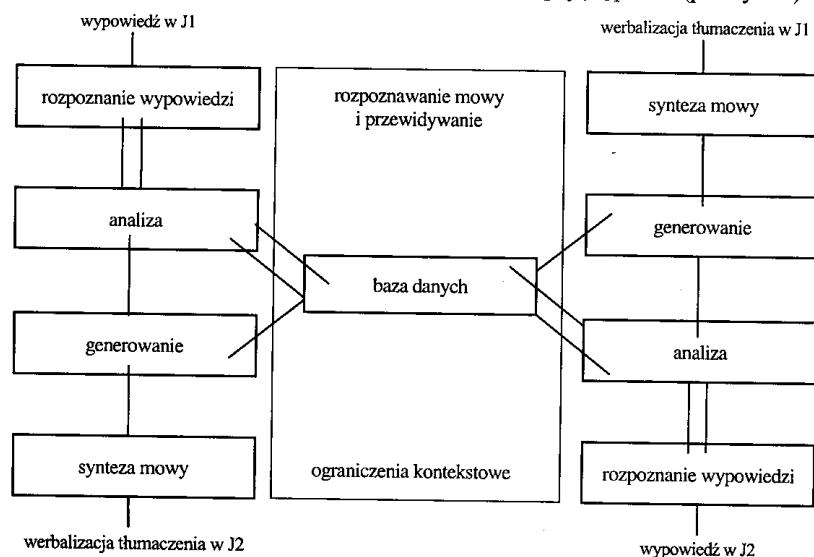 wypowiedź w J1
rozpoznanie wypowiedzi
analiza
generowanie
synteza mowy
werbalizacja tłumaczenia w J2
rozpoznawanie mowy
i przewidywanie
baza danych
ograniczenia kontekstowe
werbalizacja tłumaczenia w J1
synteza mowy
generowanie
analiza
rozpoznanie wypowiedzi
wypowiedź w J2